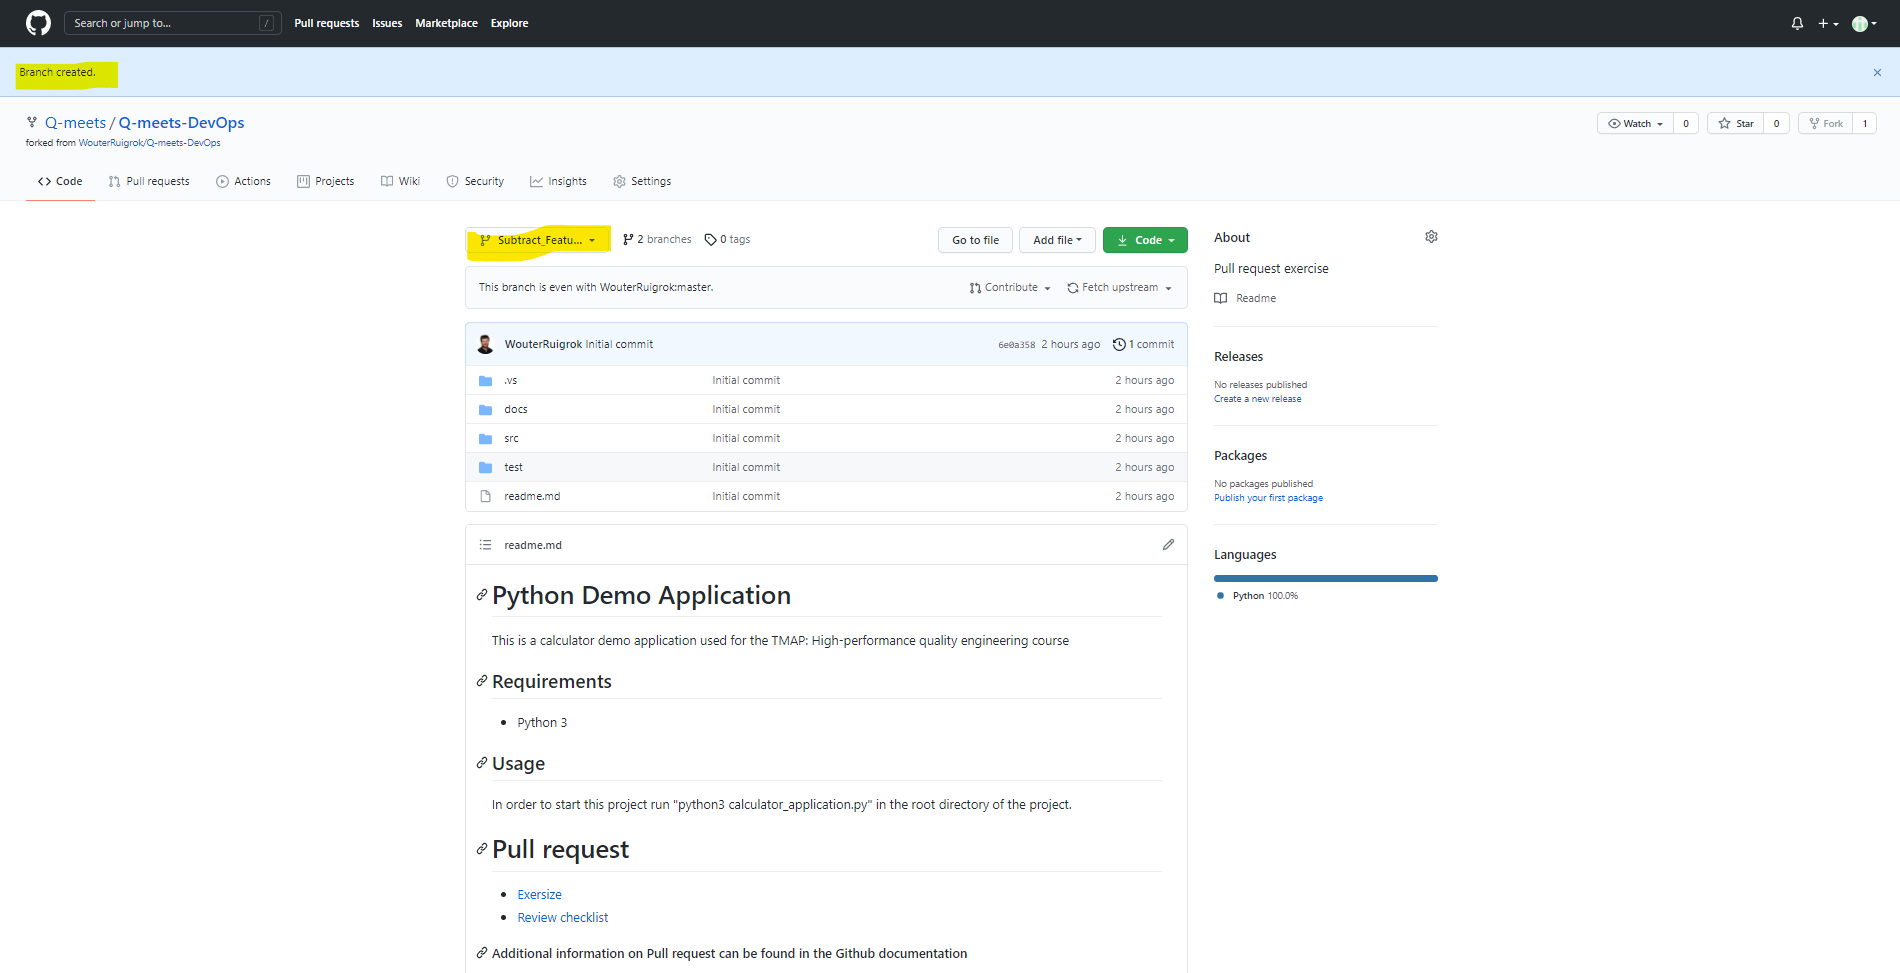 Search or jump to... /
Pull requests Issues Marketplace Explore
Branch created.
Q-meets / Q-meets-DevOps
forked from WouterRuigrok/Q-meets-DevOps
Watch 0 Star 0 Fork 1
Code Pull requests Actions Projects Wiki Security Insights Settings
Subtract_Featu... 2 branches 0 tags Go to file Add file Code
This branch is even with WouterRuigrok:master. Contribute Fetch upstream
WouterRuigrok Initial commit 6e0a358 2 hours ago 1 commit
.vs Initial commit 2 hours ago
docs Initial commit 2 hours ago
src Initial commit 2 hours ago
test Initial commit 2 hours ago
readme.md Initial commit 2 hours ago
readme.md
Python Demo Application
This is a calculator demo application used for the TMAP: High-performance quality engineering course
Requirements
Python 3
Usage
In order to start this project run "python3 calculator_application.py" in the root directory of the project.
Pull request
Exersize
Review checklist
Additional information on Pull request can be found in the Github documentation
About
Pull request exercise
Readme
Releases
No releases published
Create a new release
Packages
No packages published
Publish your first package
Languages
Python 100.0%